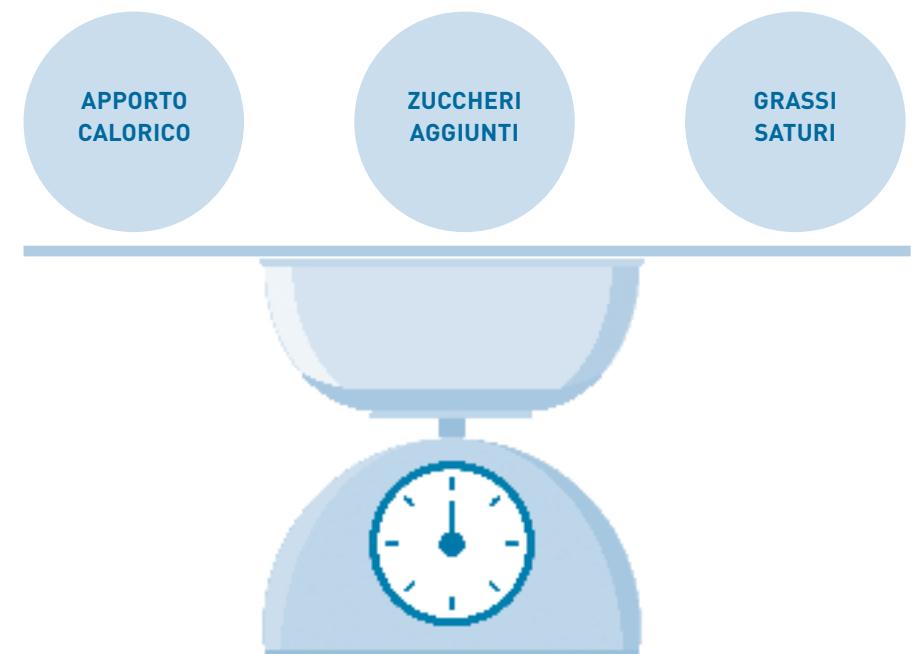 APPORTO
CALORICO
ZUCCHERI
AGGIUNTI
GRASSI
SATURI